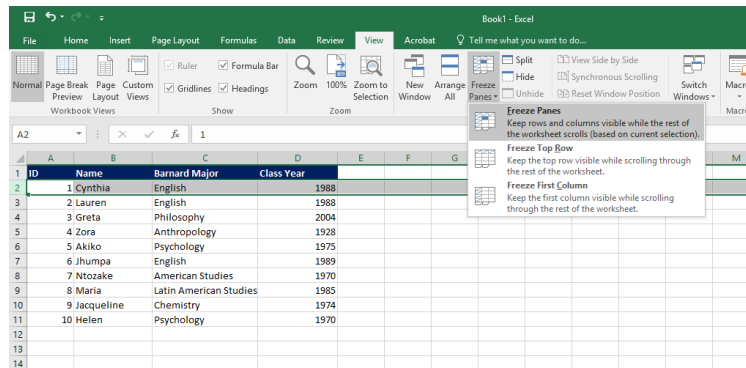 Book1 - Excel
File Home Insert Page Layout Formulas Data Review View Acrobat Tell me what you want to do...
Normal Page Break Preview Page Layout Custom Views
Workbook Views
Ruler Formula Bar
Gridlines Headings
Show
Zoom 100% Zoom to Selection
Zoom
New Window Arrange All Freeze Panes
Split
Hide
Unhide
View Side by Side
Synchronous Scrolling
Reset Window Position
Switch Windows
Freeze Panes
Keep rows and columns visible while the rest of
the worksheet scrolls (based on current selection).
Freeze Top Row
Keep the top row visible while scrolling through
the rest of the worksheet.
Freeze First Column
Keep the first column visible while scrolling
through the rest of the worksheet.
A2 fx 1
A B C D E F G M
1 ID Name Barnard Major Class Year
2 1 Cynthia English 1988
3 2 Lauren English 1988
4 3 Greta Philosophy 2004
5 4 Zora Anthropology 1928
6 5 Akiko Psychology 1975
7 6 Jhumpa English 1989
8 7 Ntozake American Studies 1970
9 8 Maria Latin American Studies 1985
10 9 Jacqueline Chemistry 1974
11 10 Helen Psychology 1970
12
13
14